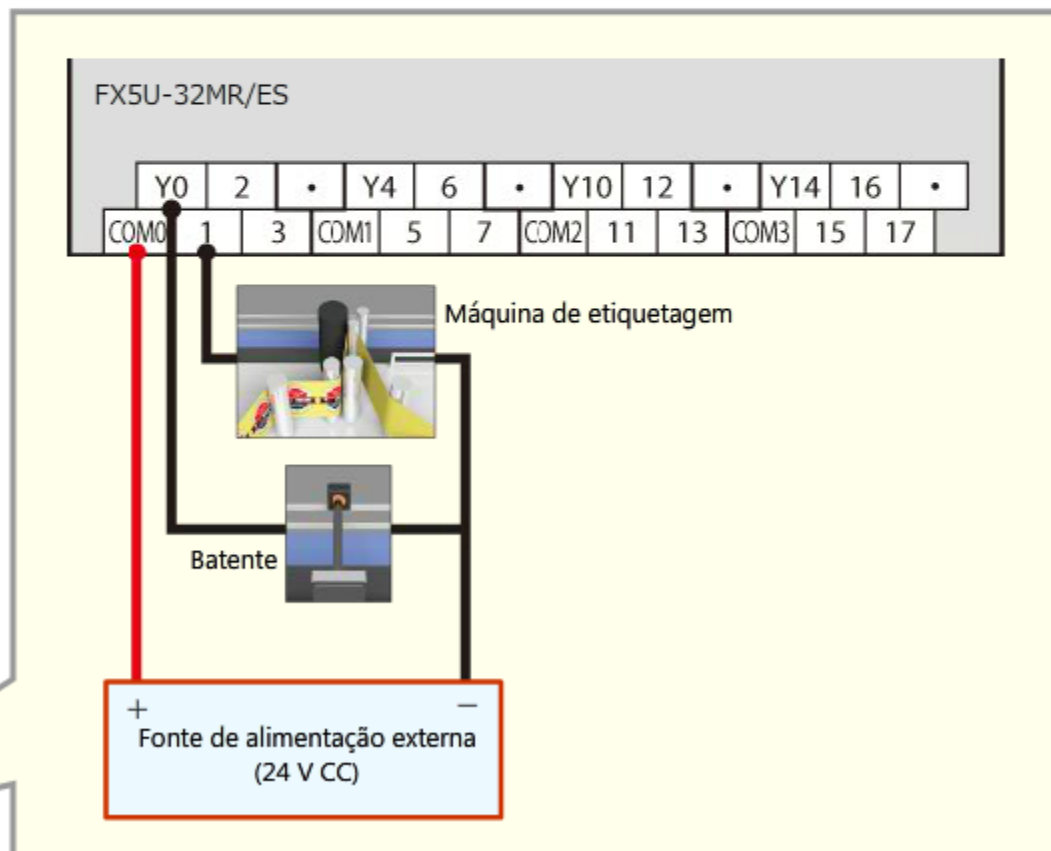 FX5U-32MR/ES
Y0 2 • Y4 6 • Y10 12 • Y14 16 •
COM0 1 3 COM1 5 7 COM2 11 13 COM3 15 17
Máquina de etiquetagem
Batente
+ −
Fonte de alimentação externa
(24 V CC)